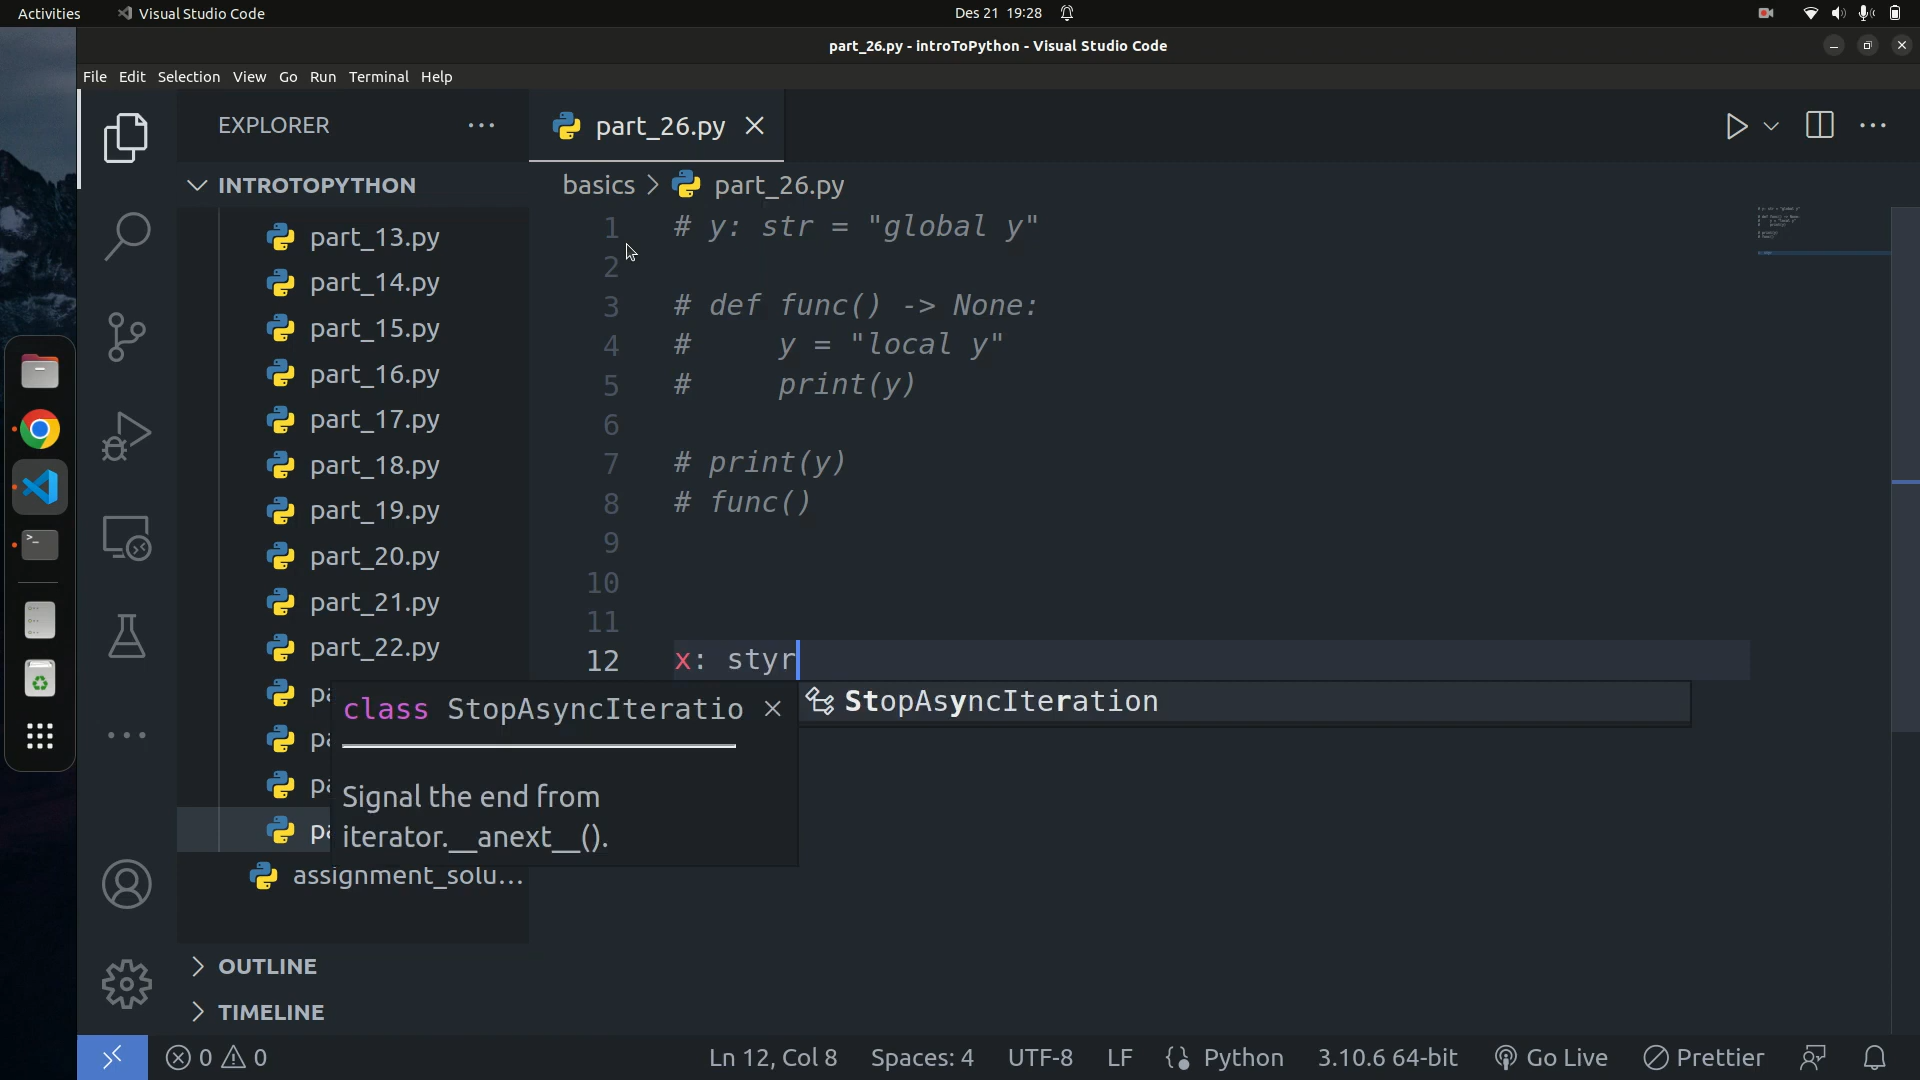 Activities
Visual Studio Code
Des 21 19:28
part_26.py - introToPython - Visual Studio Code
File Edit Selection View Go Run Terminal Help
EXPLORER
part_26.py
INTROTOPYTHON
basics > part_26.py
part_13.py
part_14.py
part_15.py
part_16.py
part_17.py
part_18.py
part_19.py
part_20.py
part_21.py
part_22.py
pa
pa
pa
pa
assignment_solu...
OUTLINE
TIMELINE
1 # y: str = "global y"
2
3 # def func() -> None:
4 #     y = "local y"
5 #     print(y)
6
7 # print(y)
8 # func()
9
10
11
12 x: styr
StopAsyncIteration
class StopAsyncIteratio
Signal the end from
iterator.__anext__().
0 0
Ln 12, Col 8 Spaces: 4 UTF-8 LF Python 3.10.6 64-bit Go Live Prettier